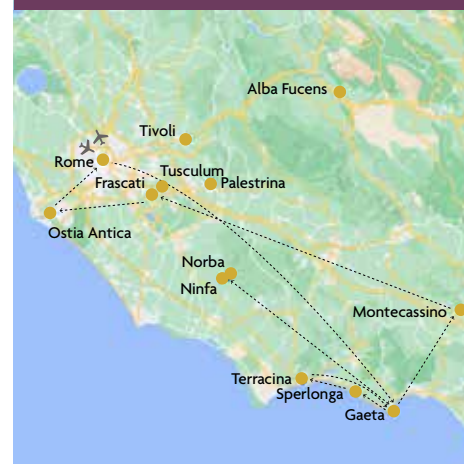 Alba Fucens
Tivoli
Rome
Tusculum
Frascati
Palestrina
Ostia Antica
Norba
Ninfa
Montecassino
Terracina
Sperlonga
Gaeta